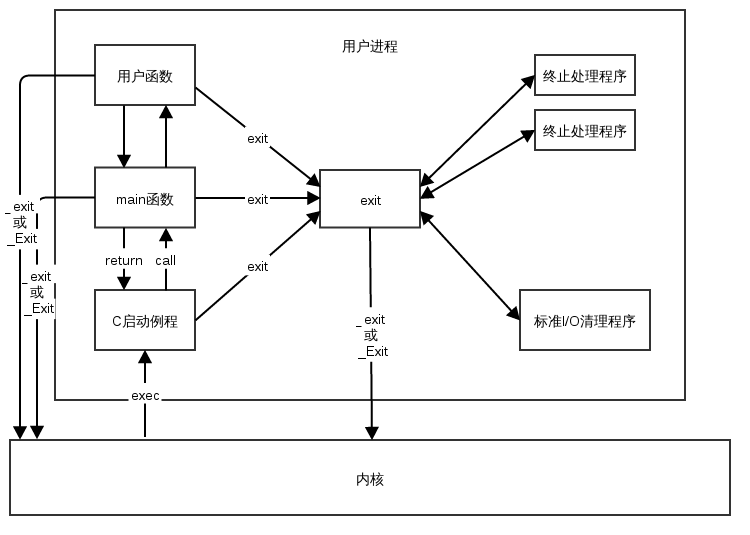 用户进程
用户函数
终止处理程序
终止处理程序
exit
main函数
exit
exit
_exit
或
_Exit
return
call
exit
_exit
或
_Exit
C启动例程
标准I/O清理程序
_exit
或
_Exit
exec
内核